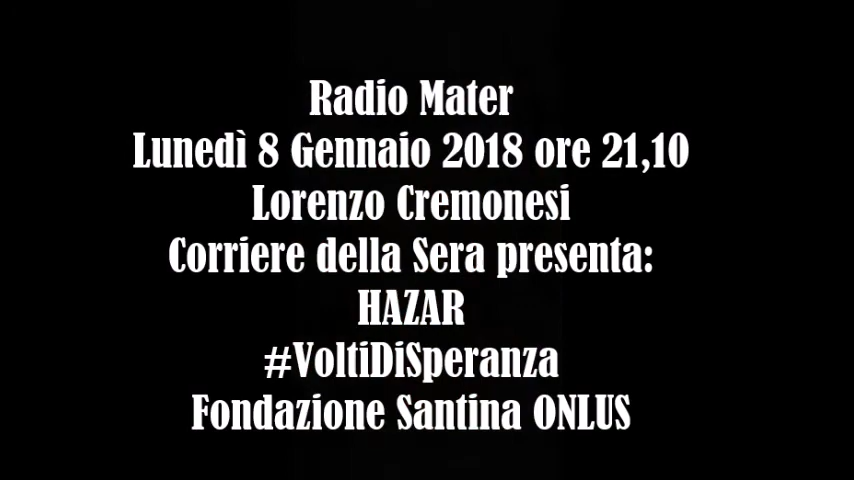 Radio Mater
Lunedì 8 Gennaio 2018 ore 21,10
Lorenzo Cremonesi
Corriere della Sera presenta:
HAZAR
#VoltiDiSperanza
Fondazione Santina ONLUS